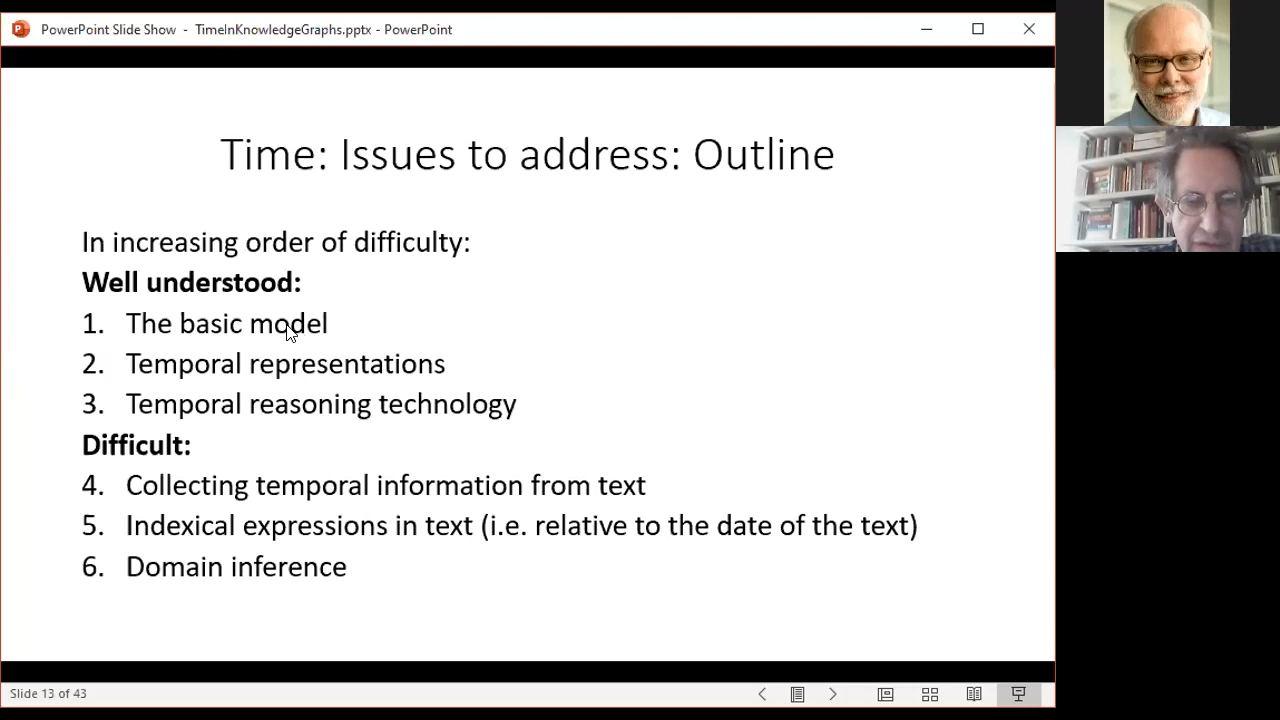 PowerPoint Slide Show - TimeInKnowledgeGraphs.pptx - PowerPoint
Time: Issues to address: Outline
In increasing order of difficulty:
Well understood:
1. The basic model
2. Temporal representations
3. Temporal reasoning technology
Difficult:
4. Collecting temporal information from text
5. Indexical expressions in text (i.e. relative to the date of the text)
6. Domain inference
Slide 13 of 43